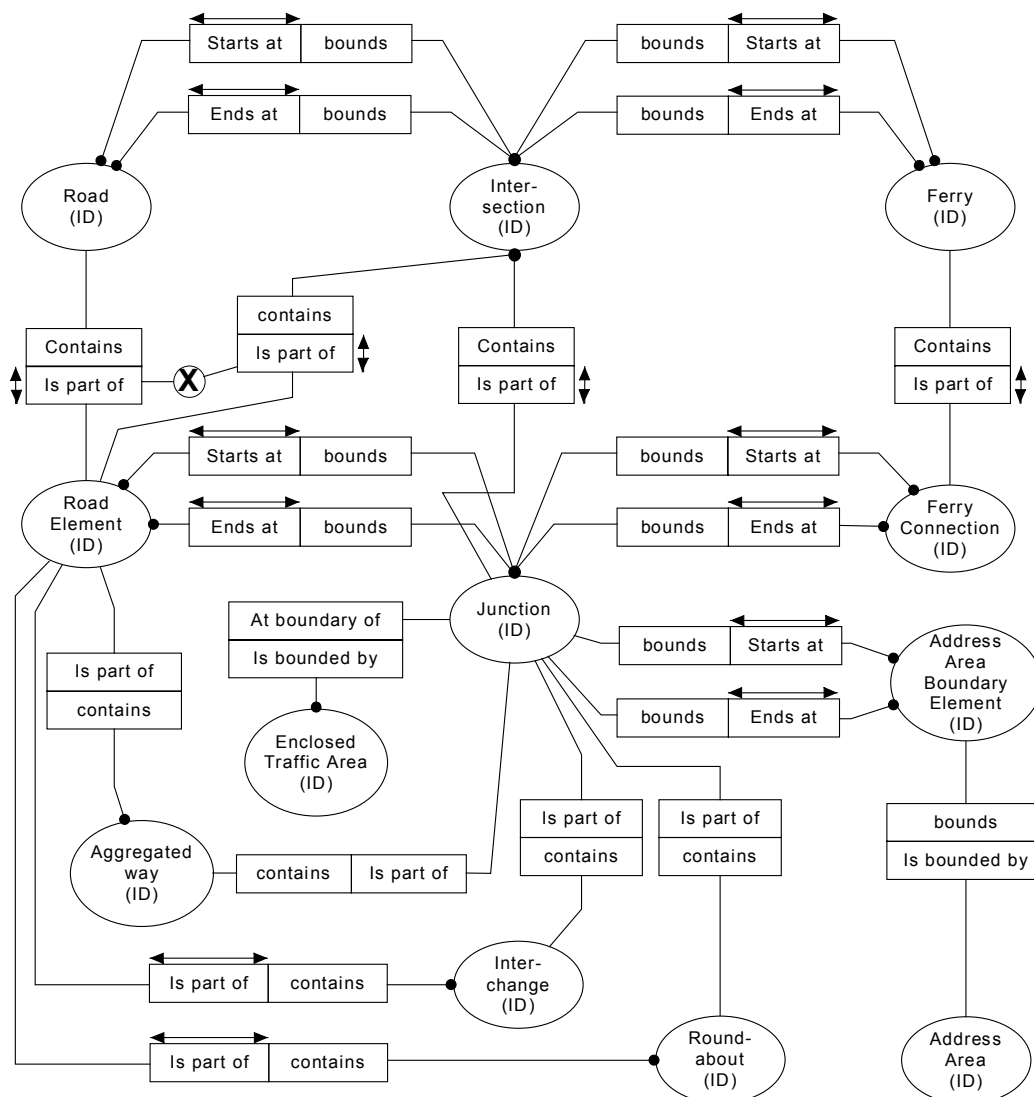 Starts at bounds
bounds Starts at
Ends at bounds
bounds Ends at
Road
(ID)
Inter-
section
(ID)
Ferry
(ID)
contains
Is part of
Contains
Is part of
X
Contains
Is part of
Contains
Is part of
Starts at bounds
bounds Starts at
Road
Element
(ID)
Ends at bounds
bounds Ends at
Ferry
Connection
(ID)
Junction
(ID)
At boundary of
Is bounded by
bounds Starts at
bounds Ends at
Address
Area
Boundary
Element
(ID)
Is part of
contains
Enclosed
Traffic Area
(ID)
Is part of
contains
Is part of
contains
bounds
Is bounded by
Aggregated
way
(ID)
contains Is part of
Is part of contains
Inter-
change
(ID)
Is part of contains
Round-
about
(ID)
Address
Area
(ID)